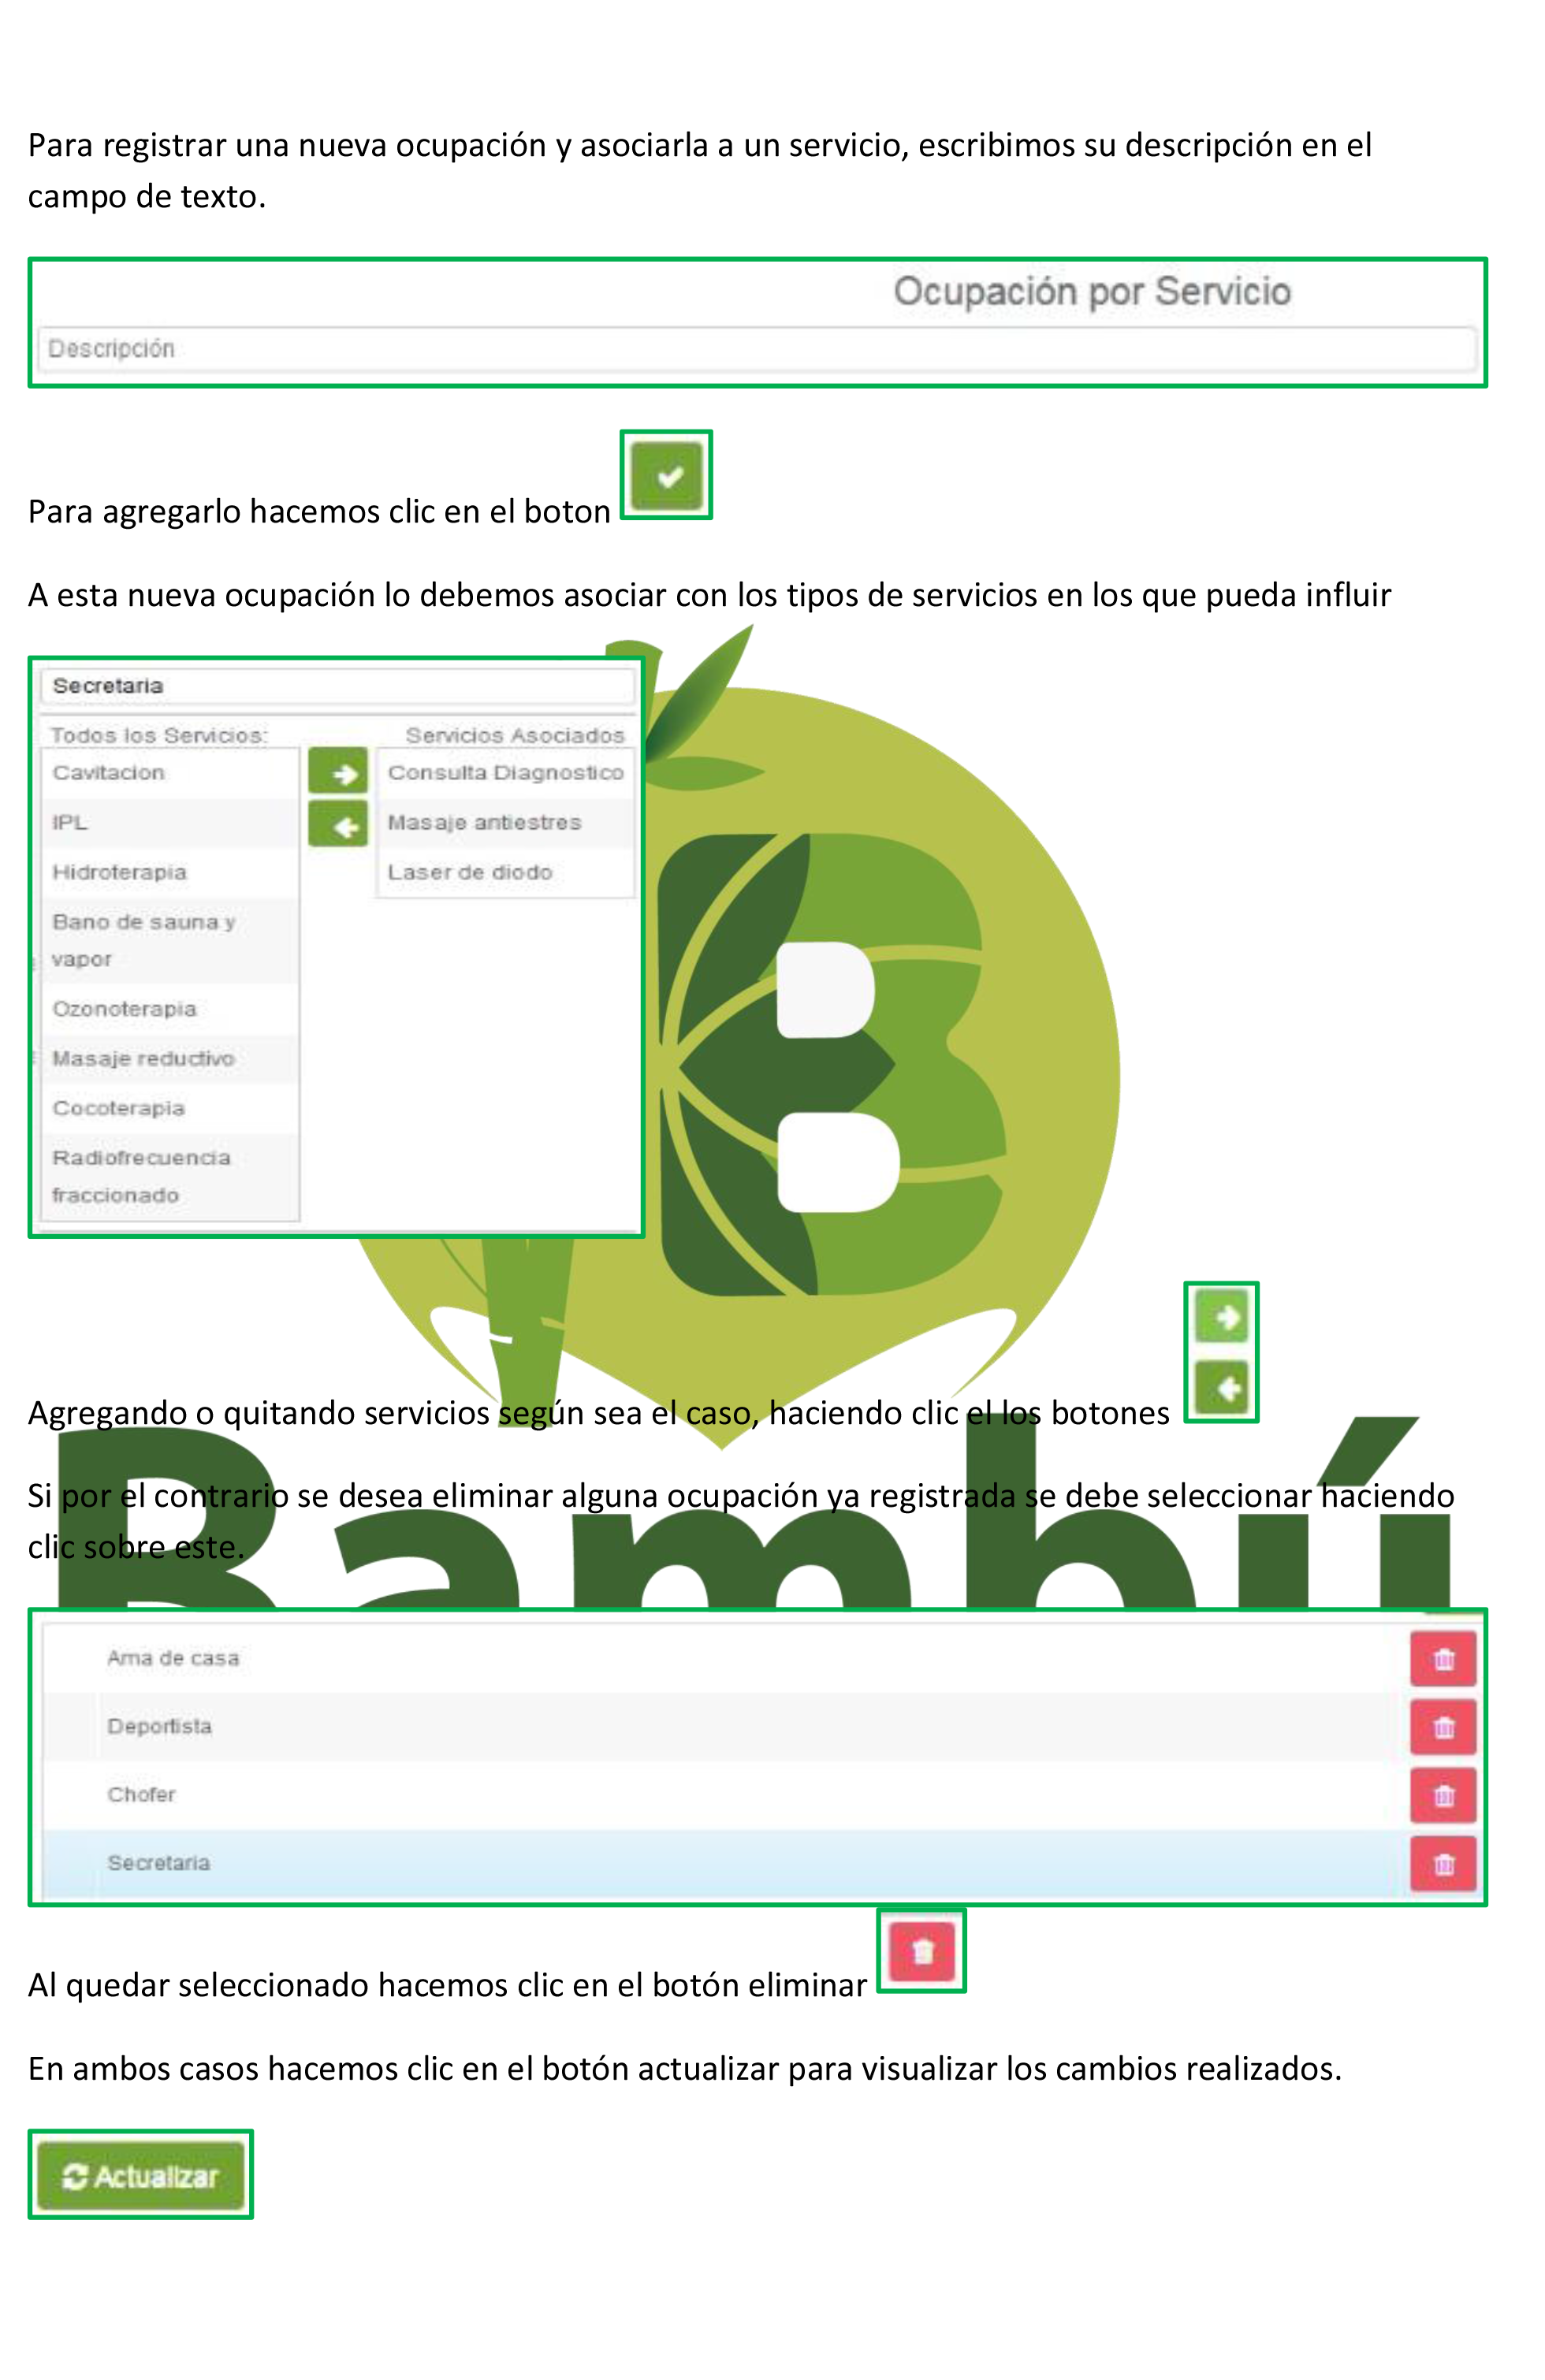 Para registrar una nueva ocupación y asociarla a un servicio, escribimos su descripción en el
campo de texto.
Ocupación por Servicio
Descripción
Para agregarlo hacemos clic en el boton
A esta nueva ocupación lo debemos asociar con los tipos de servicios en los que pueda influir
Secretaria
Todos los Servicios:
Servicios Asociados
Cavitacion
Consulta Diagnostico
IPL
Masaje antiestres
Hidroterapia
Laser de diodo
Bano de sauna y
vapor
Ozonoterapia
Masaje reductivo
Cocoterapia
Radiofrecuencia
fraccionado
B
Agregando o quitando servicios según sea el caso, haciendo clic el los botones
Bambú
Si por el contrario se desea eliminar alguna ocupación ya registrada se debe seleccionar haciendo
clic sobre este.
Ama de casa
Deportista
Chofer
Secretaria
Al quedar seleccionado hacemos clic en el botón eliminar
En ambos casos hacemos clic en el botón actualizar para visualizar los cambios realizados.
Actualizar